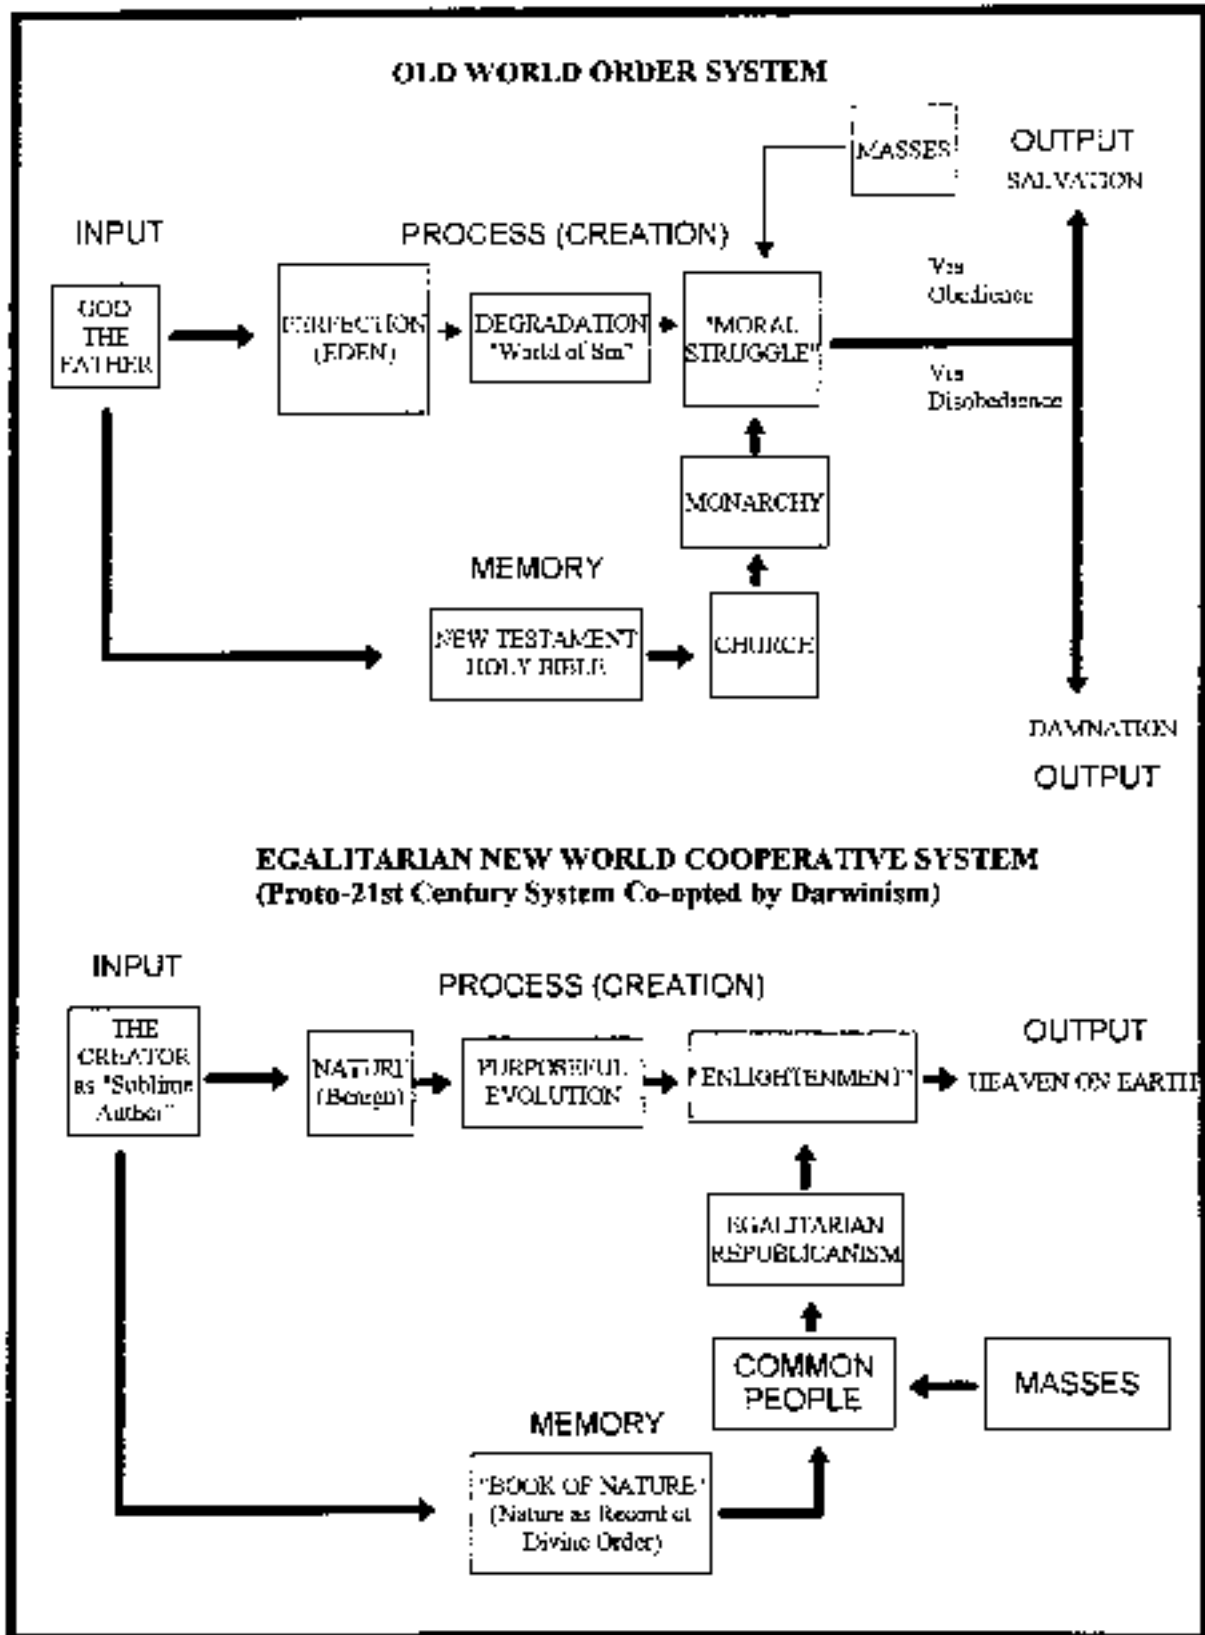 OLD WORLD ORDER SYSTEM
MASSES
OUTPUT
SALVATION
INPUT
PROCESS (CREATION)
GOD
THE
FATHER
PERFECTION
(EDEN)
DEGRADATION
"World of Sin"
"MORAL
STRUGGLE"
Via
Obedience
Via
Disobedience
MONARCHY
MEMORY
NEW TESTAMENT
HOLY BIBLE
CHURCH
DAMNATION
OUTPUT
EGALITARIAN NEW WORLD COOPERATIVE SYSTEM
(Proto-21st Century System Co-opted by Darwinism)
INPUT
PROCESS (CREATION)
THE
CREATOR
as "Sublime
Author"
NATURE
(Benign)
PURPOSEFUL
EVOLUTION
"ENLIGHTENMENT"
OUTPUT
HEAVEN ON EARTH
EGALITARIAN
REPUBLICANISM
COMMON
PEOPLE
MASSES
MEMORY
"BOOK OF NATURE"
(Nature as Record of
Divine Order)